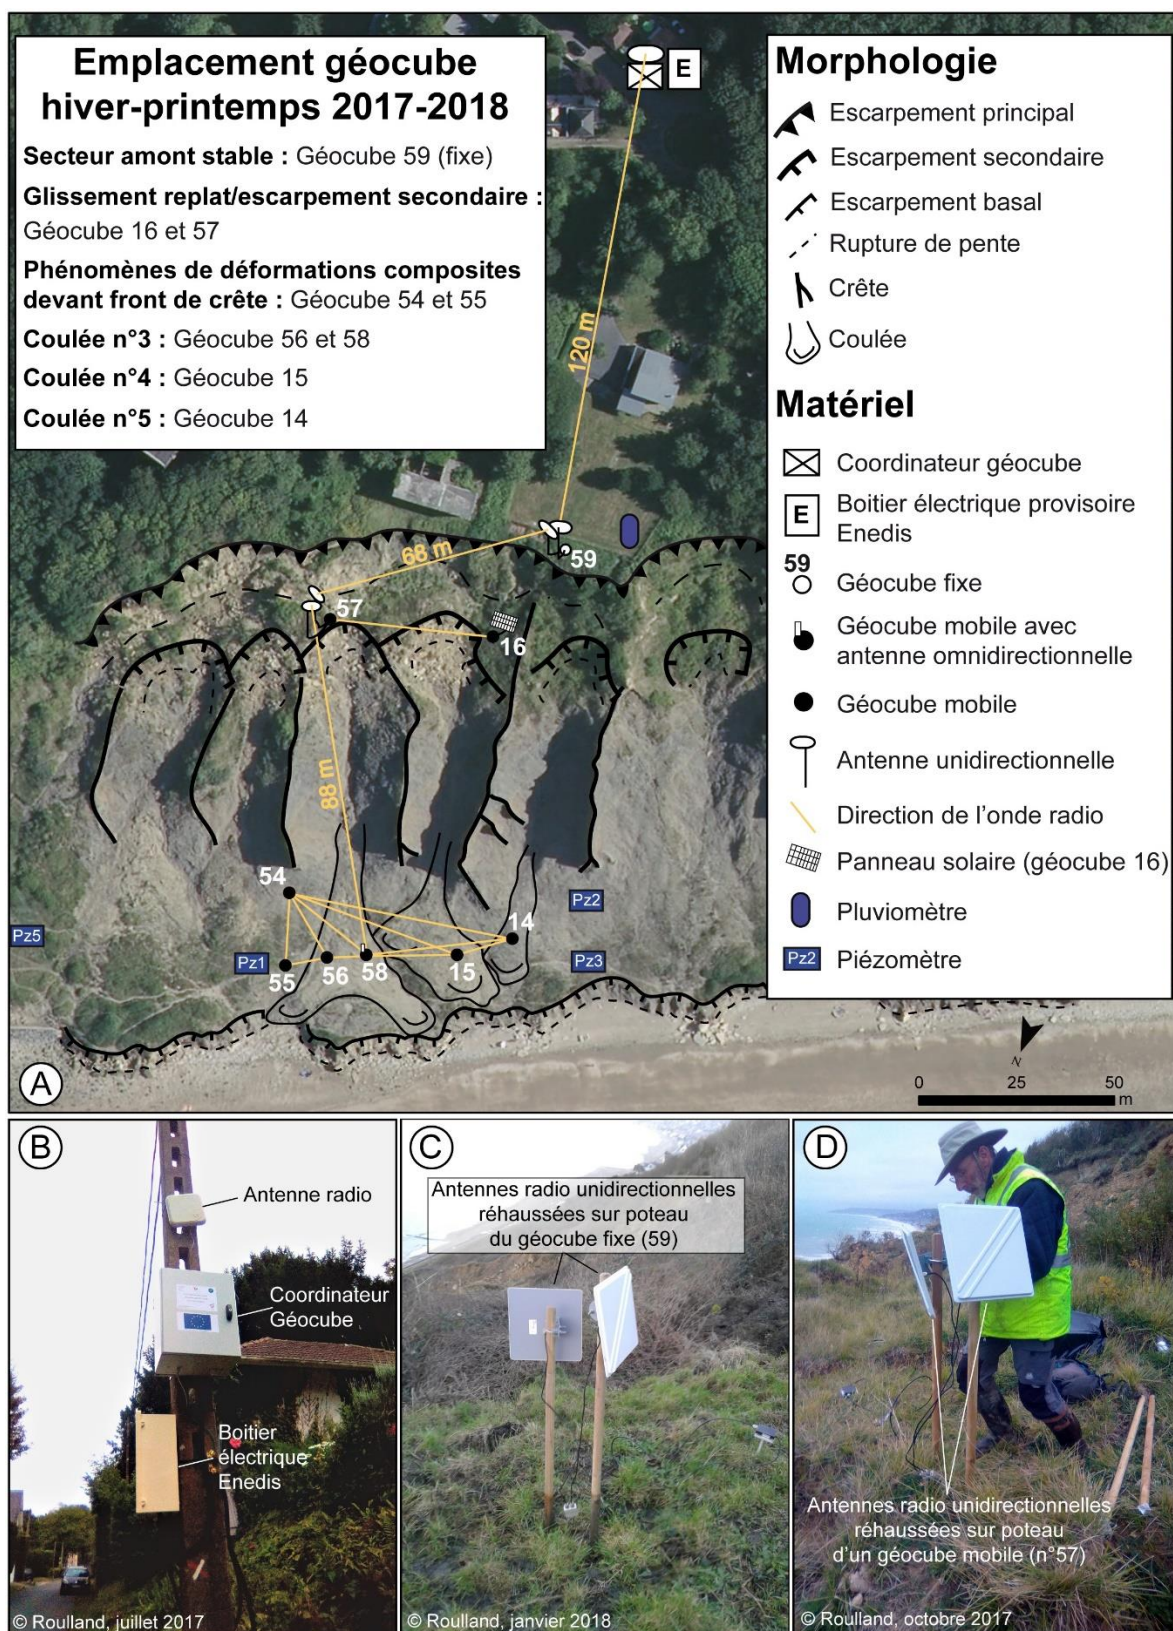 Emplacement géocube
hiver-printemps 2017-2018
Secteur amont stable : Géocube 59 (fixe)
Glissement replat/escarpement secondaire :
Géocube 16 et 57
Phénomènes de déformations composites
devant front de crête : Géocube 54 et 55
Coulée n°3 : Géocube 56 et 58
Coulée n°4 : Géocube 15
Coulée n°5 : Géocube 14
E
120 m
68 m
59
57
16
88 m
54
14
Pz2
Pz5
Pz1
55
56
58
15
Pz3
Morphologie
Escarpement principal
Escarpement secondaire
Escarpement basal
Rupture de pente
Crête
Coulée
Matériel
Coordinateur géocube
E
Boitier électrique provisoire
Enedis
59
Géocube fixe
Géocube mobile avec
antenne omnidirectionnelle
Géocube mobile
Antenne unidirectionnelle
Direction de l'onde radio
Panneau solaire (géocube 16)
Pluviomètre
Pz2
Piézomètre
N
0 25 50
m
A
B
Antenne radio
Coordinateur
Géocube
Boitier
électrique
Enedis
© Roulland, juillet 2017
C
Antennes radio unidirectionnelles
réhaussées sur poteau
du géocube fixe (59)
© Roulland, janvier 2018
D
Antennes radio unidirectionnelles
réhaussées sur poteau
d'un géocube mobile (n°57)
© Roulland, octobre 2017